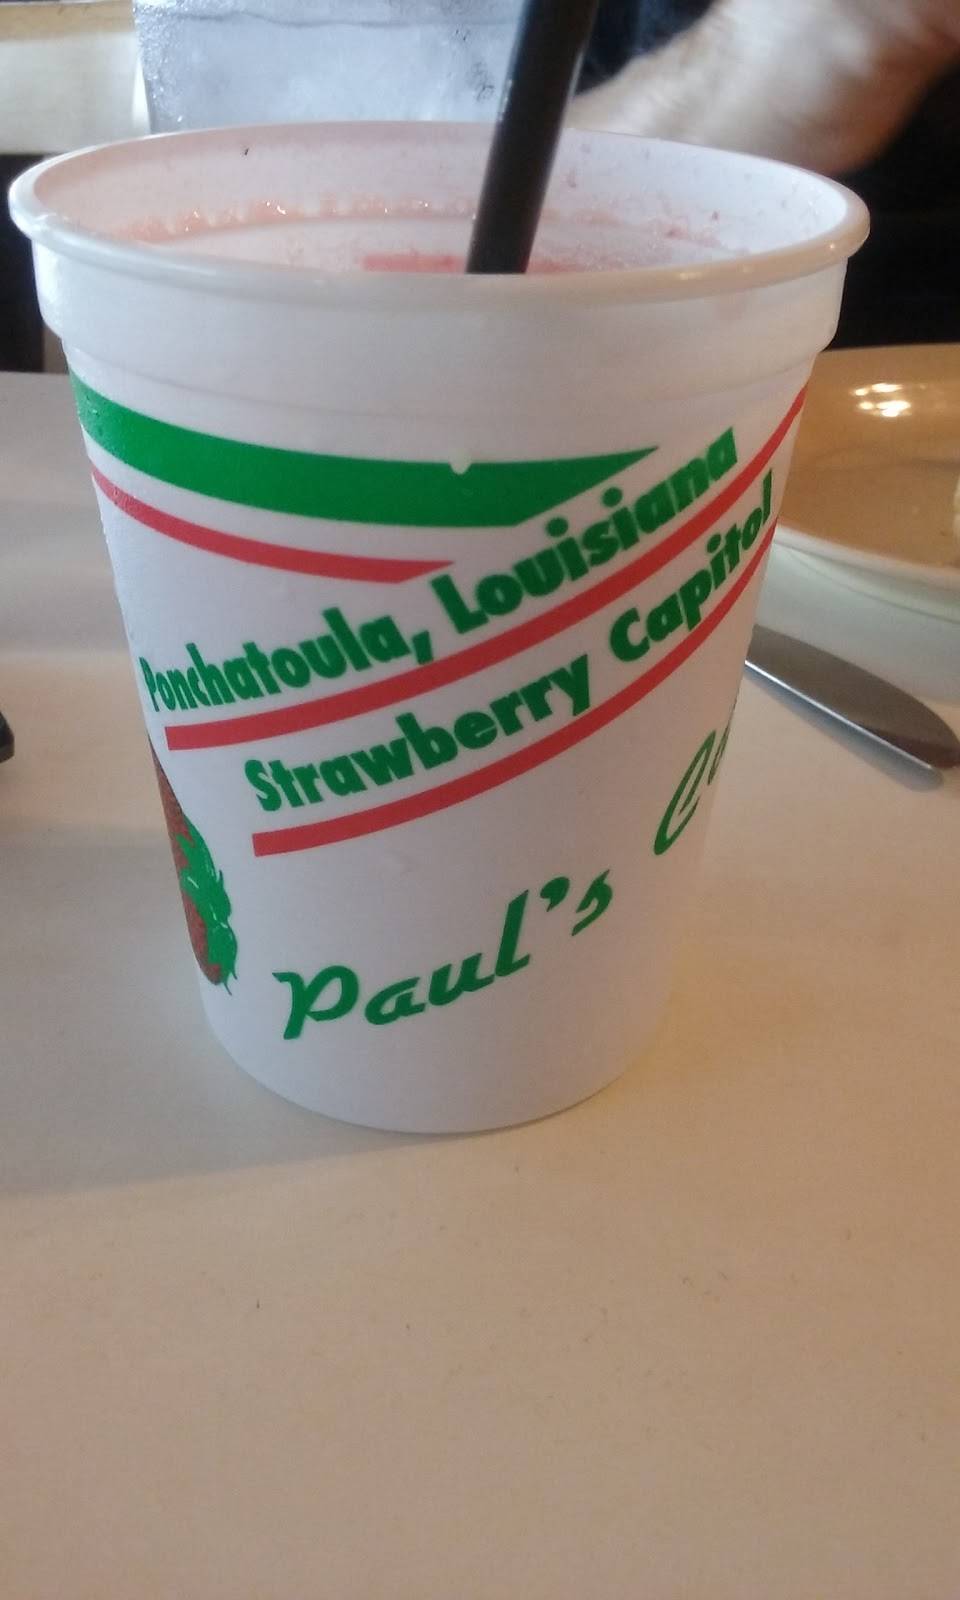 Ponchatoula, Louisiana
Strawberry Capitol
Paul's